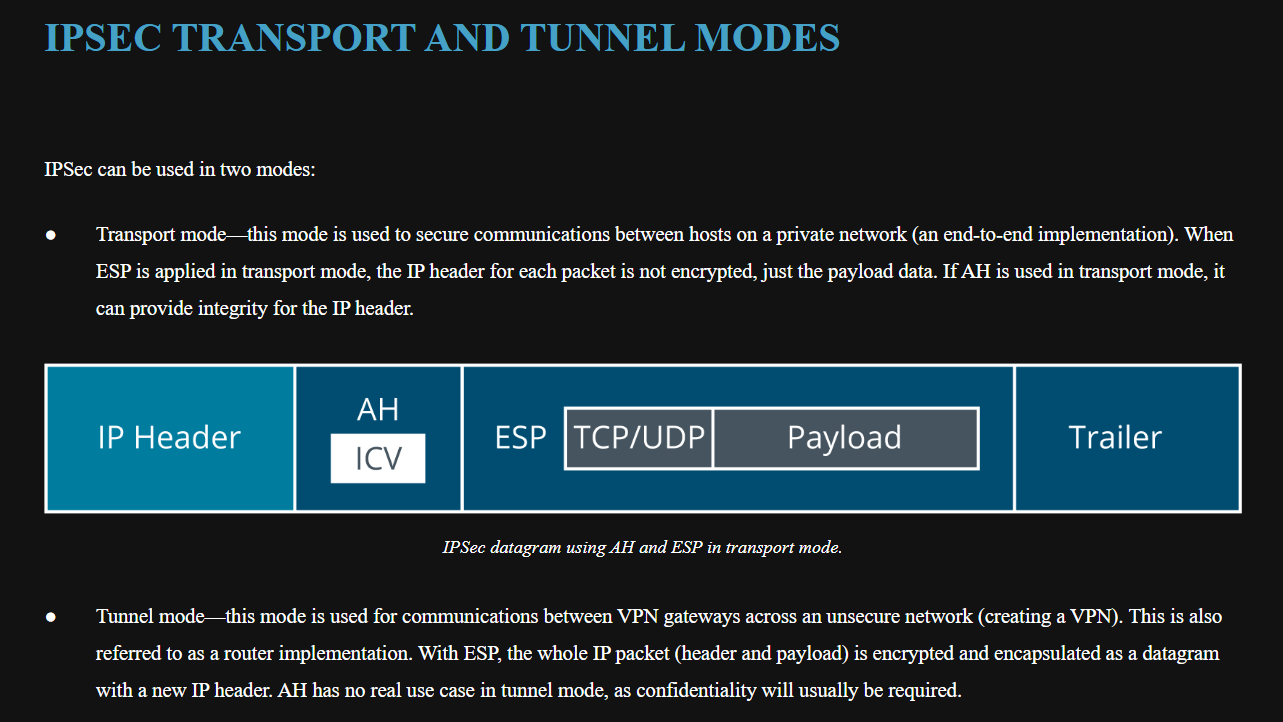 IPSEC TRANSPORT AND TUNNEL MODES
IPSec can be used in two modes:
● Transport mode—this mode is used to secure communications between hosts on a private network (an end-to-end implementation). When
ESP is applied in transport mode, the IP header for each packet is not encrypted, just the payload data. If AH is used in transport mode, it
can provide integrity for the IP header.
IP Header
AH
ICV
ESP TCP/UDP Payload
Trailer
IPSec datagram using AH and ESP in transport mode.
● Tunnel mode—this mode is used for communications between VPN gateways across an unsecure network (creating a VPN). This is also
referred to as a router implementation. With ESP, the whole IP packet (header and payload) is encrypted and encapsulated as a datagram
with a new IP header. AH has no real use case in tunnel mode, as confidentiality will usually be required.